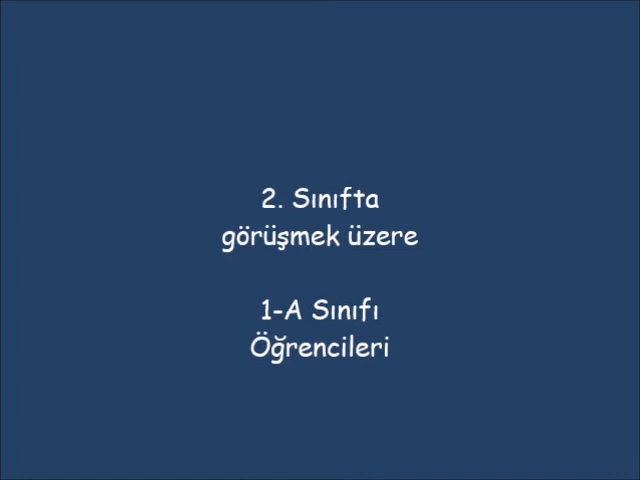 2. Sınıfta
görüşmek üzere
1-A Sınıfı
Öğrencileri